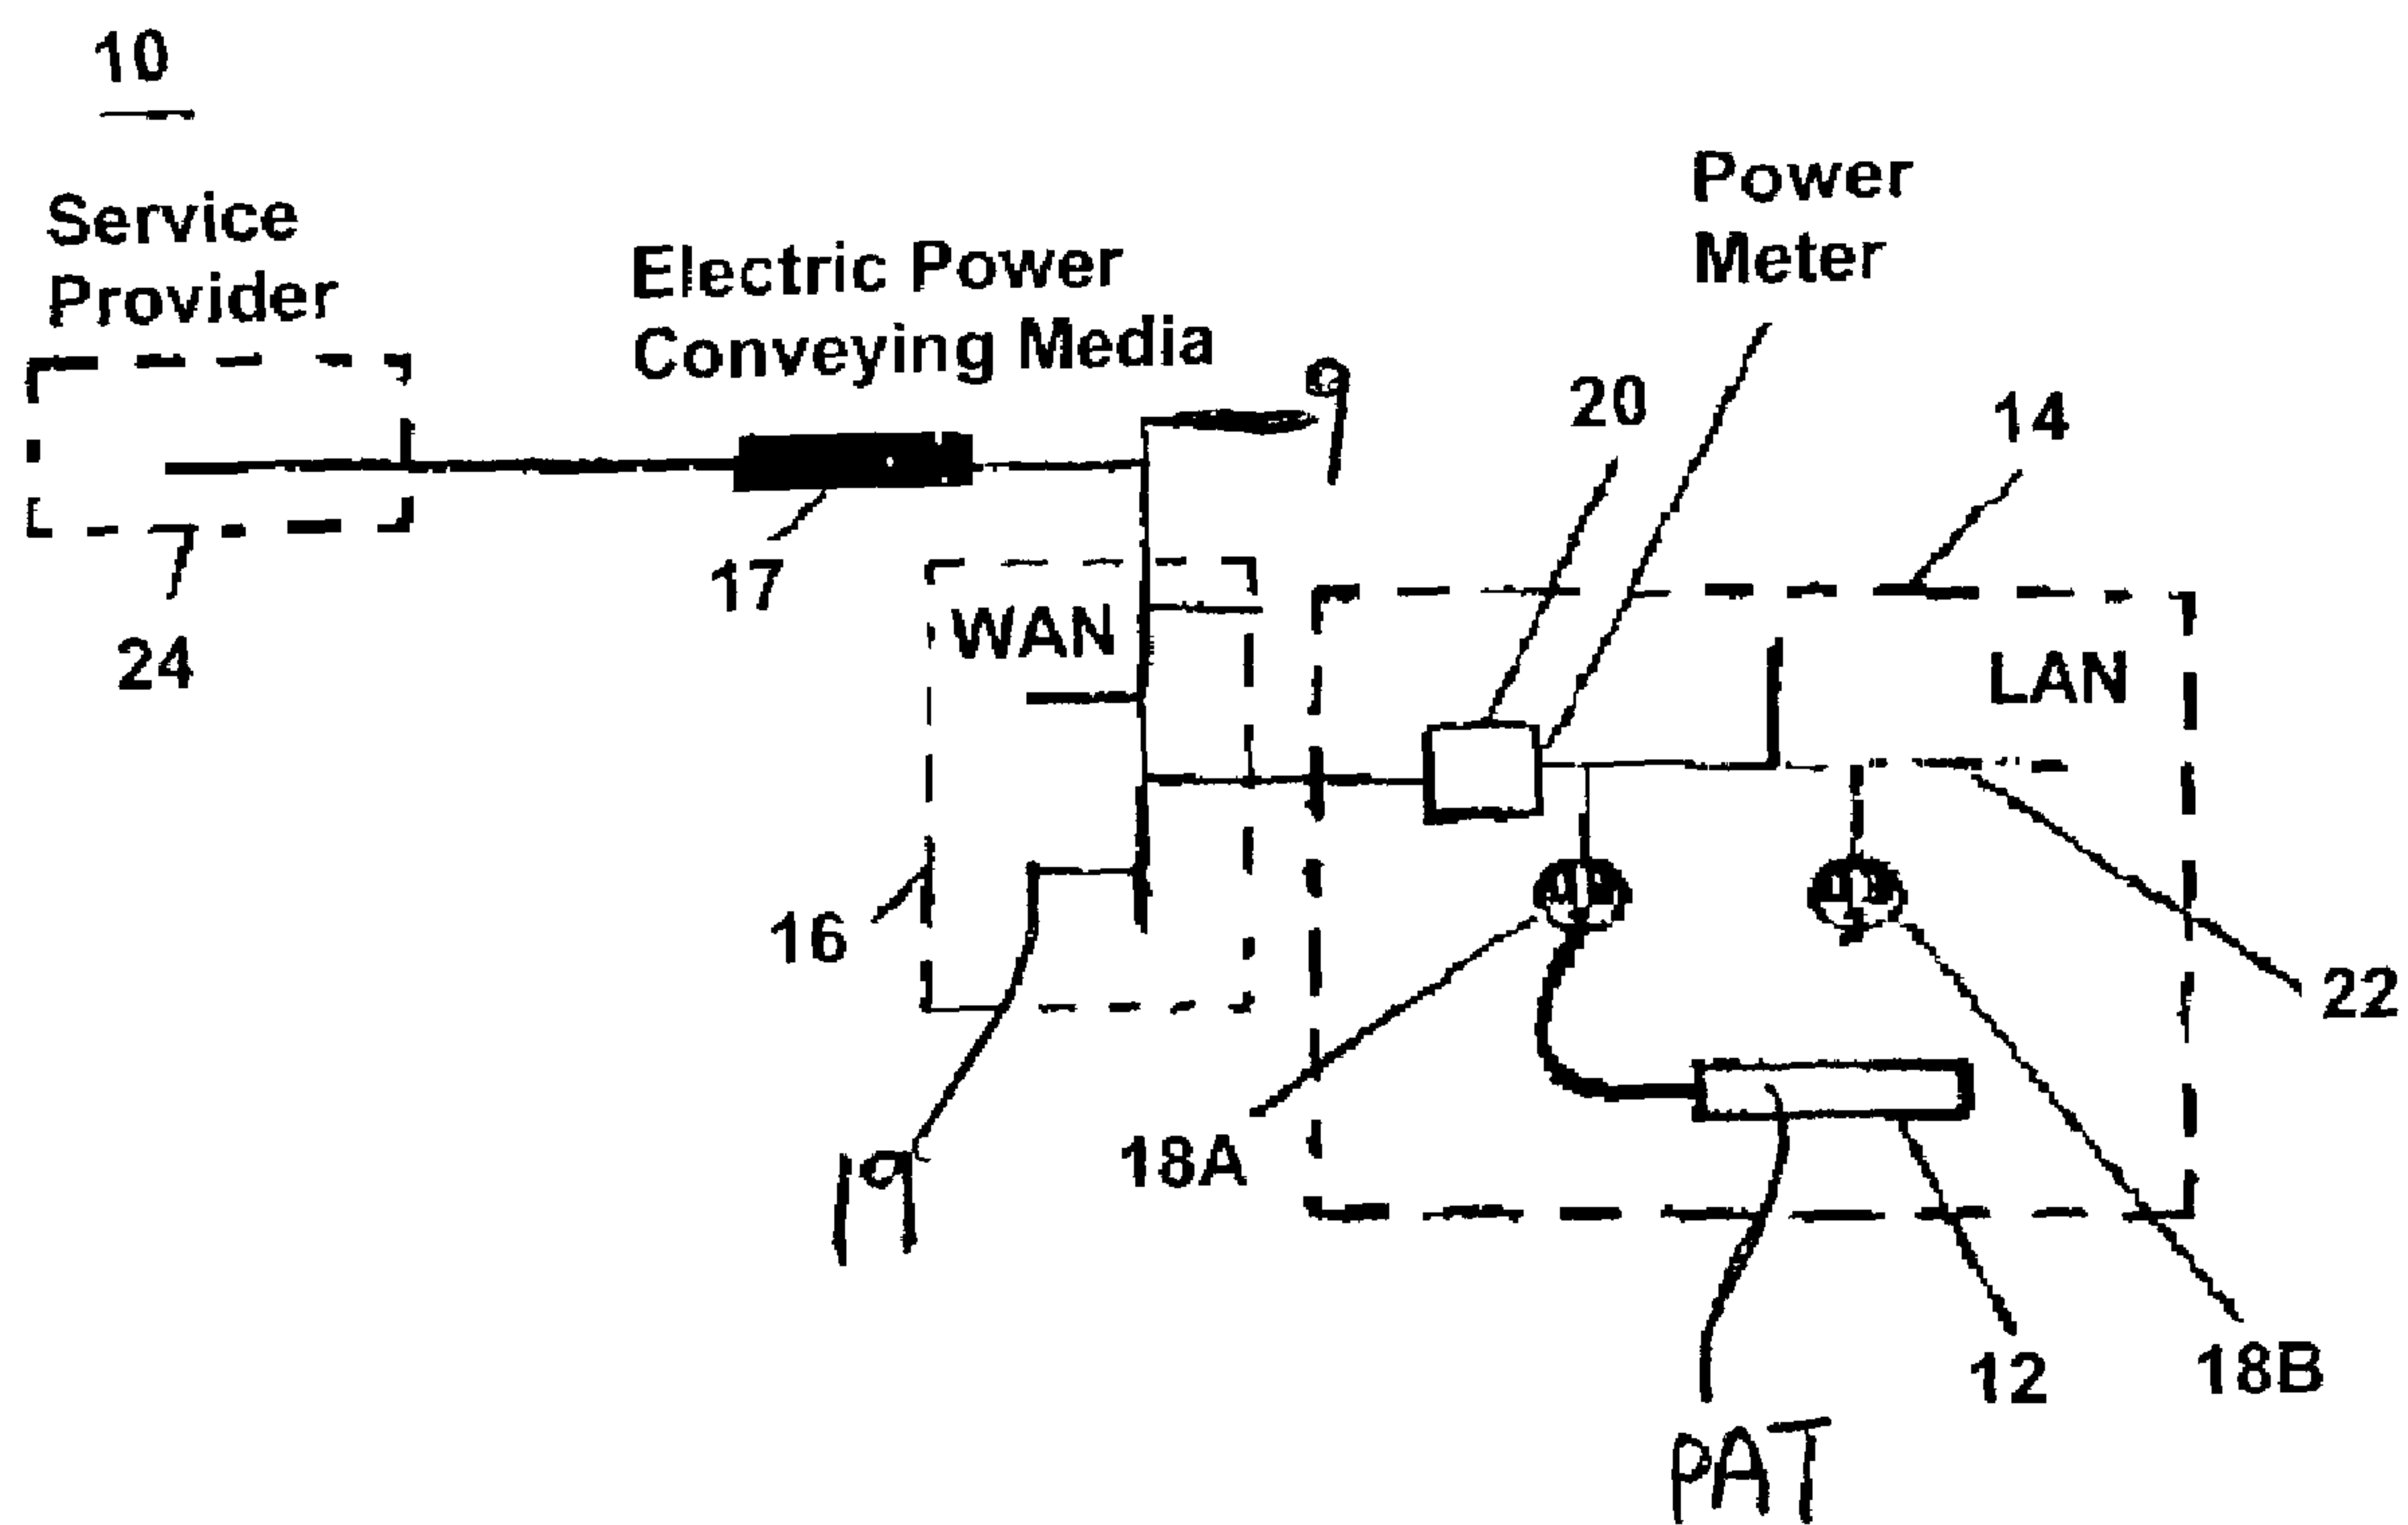 10
Service
Provider
Electric Power
Conveying Media
Power
Meter
9
20
14
17
24
WAN
LAN
16
22
19
18A
12
18B
PAT